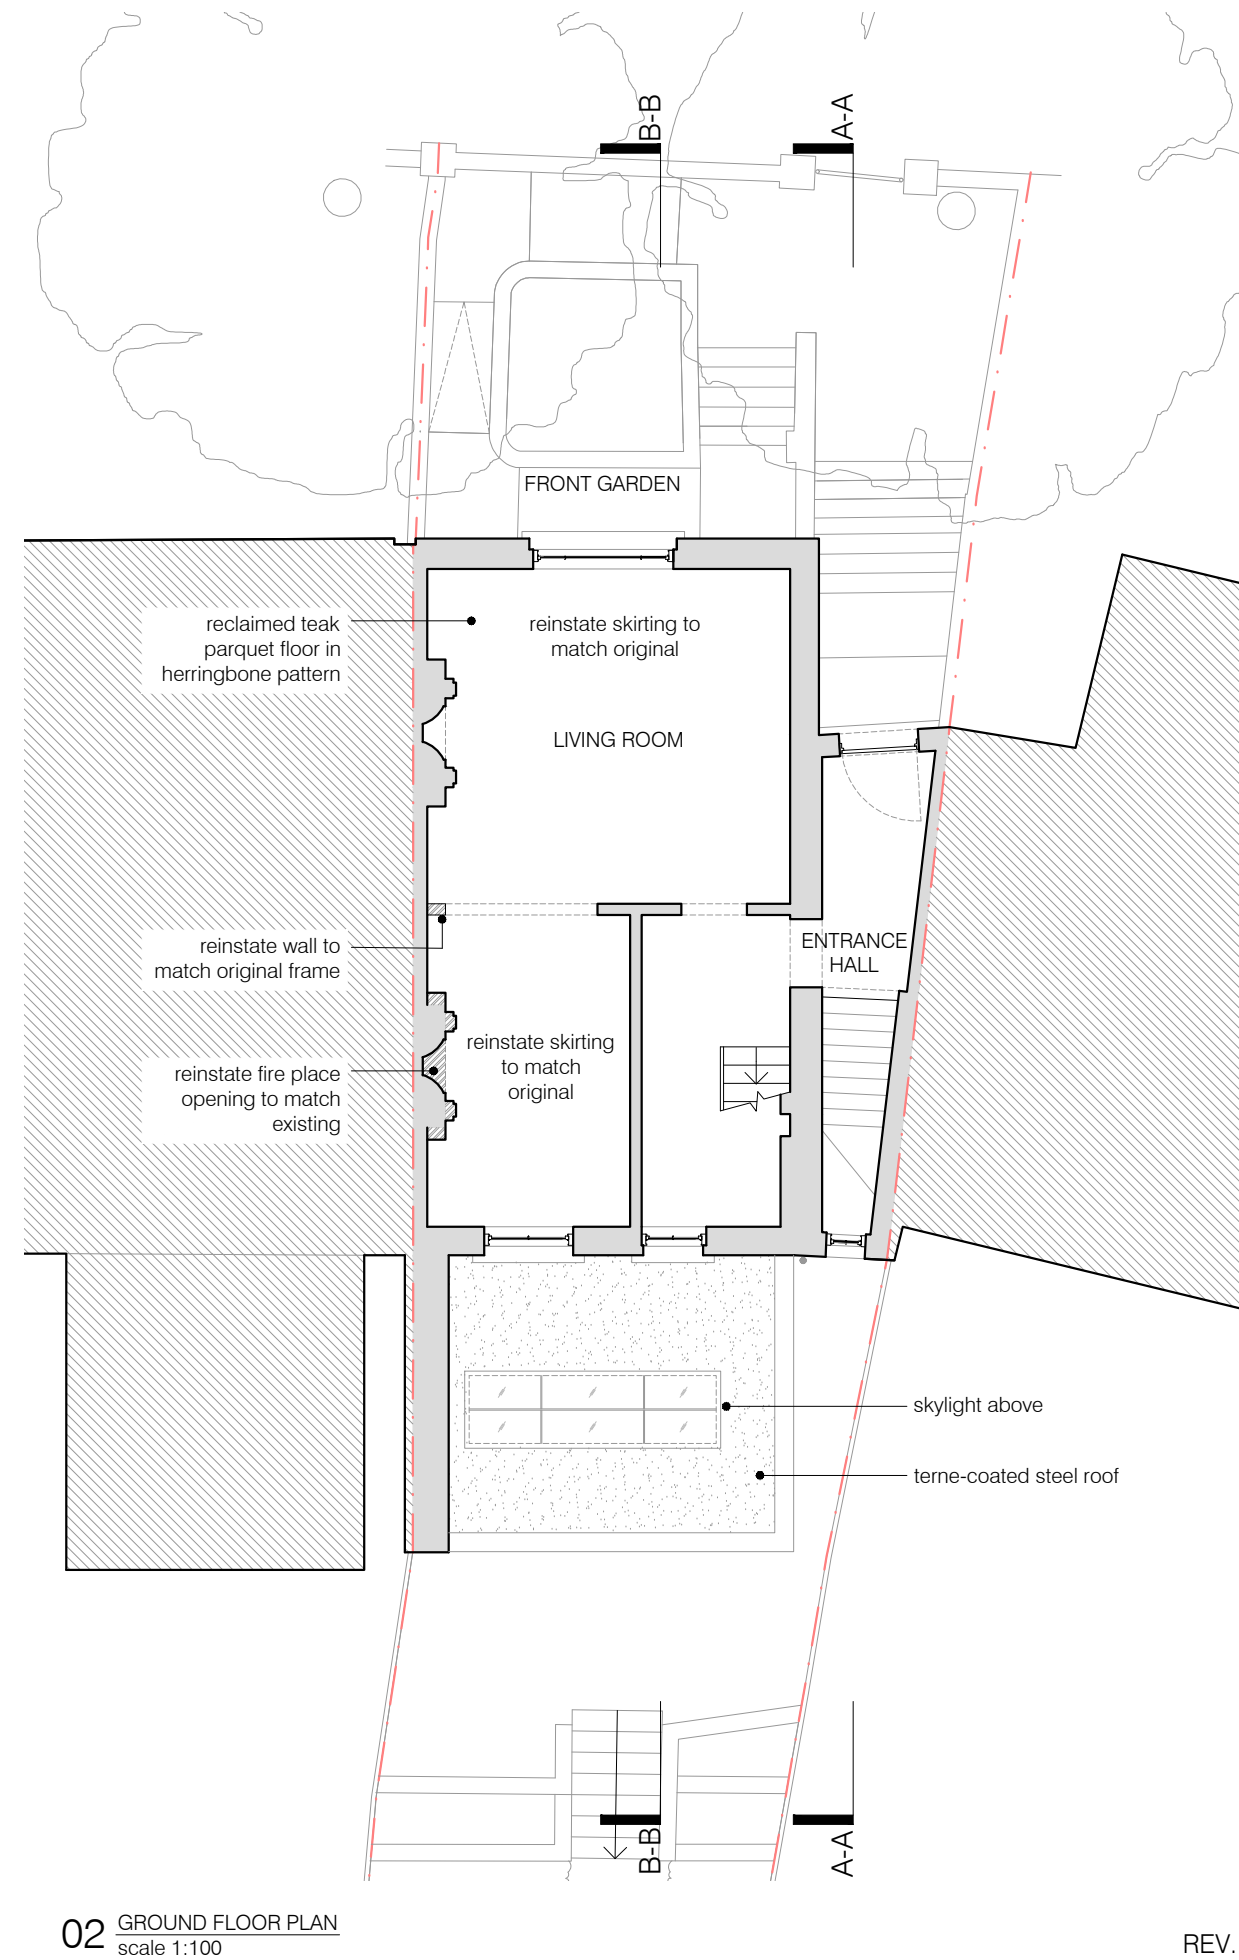 B-B
A-A
FRONT GARDEN
reclaimed teak
parquet floor in
herringbone pattern
reinstate skirting to
match original
LIVING ROOM
reinstate wall to
match original frame
ENTRANCE
HALL
reinstate fire place
opening to match
existing
reinstate skirting
to match
original
skylight above
terne-coated steel roof
B-B
A-A
02 GROUND FLOOR PLAN
scale 1:100
REV.